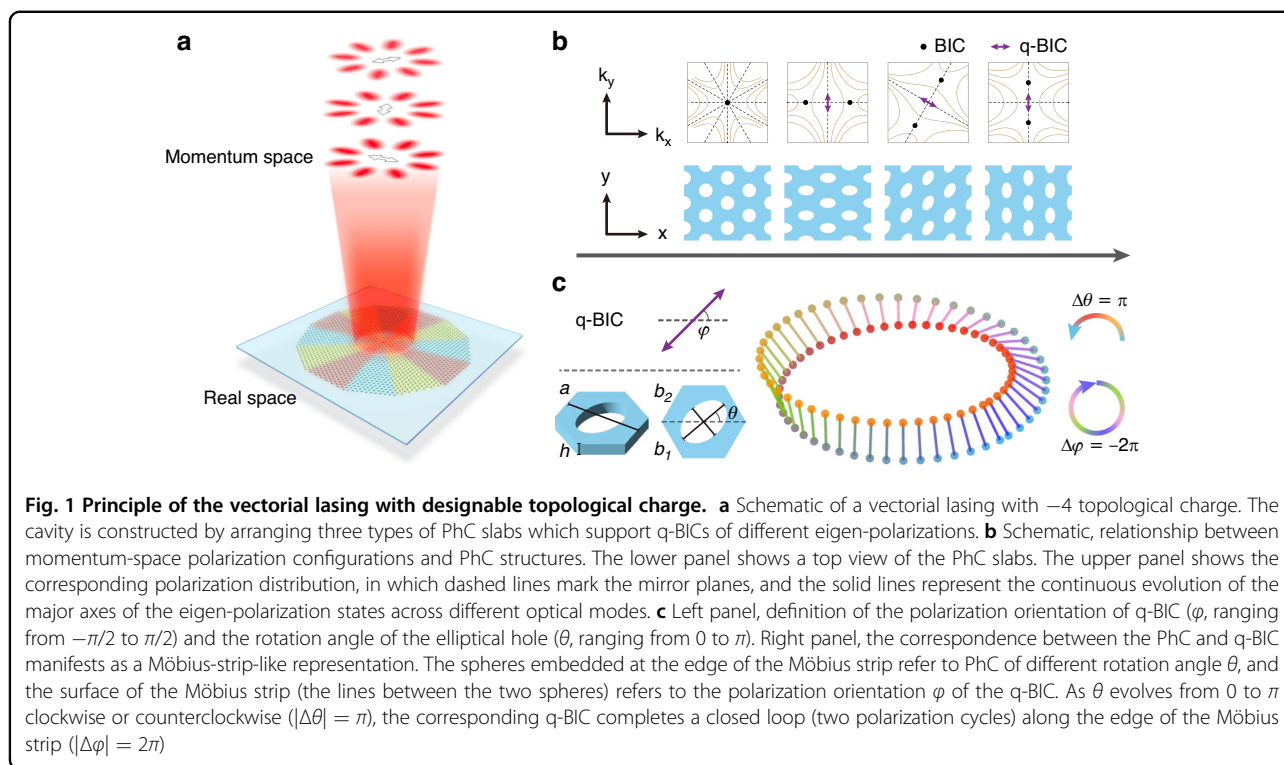 a
Momentum space
Real space
b
BIC
q-BIC
k_y
k_x
y
x
c
q-BIC
φ
a
h
b_2
b_1
θ
Δθ = π
Δφ = −2π
Fig. 1 Principle of the vectorial lasing with designable topological charge. a Schematic of a vectorial lasing with −4 topological charge. The
cavity is constructed by arranging three types of PhC slabs which support q-BICs of different eigen-polarizations. b Schematic, relationship between
momentum-space polarization configurations and PhC structures. The lower panel shows a top view of the PhC slabs. The upper panel shows the
corresponding polarization distribution, in which dashed lines mark the mirror planes, and the solid lines represent the continuous evolution of the
major axes of the eigen-polarization states across different optical modes. c Left panel, definition of the polarization orientation of q-BIC (φ, ranging
from −π/2 to π/2) and the rotation angle of the elliptical hole (θ, ranging from 0 to π). Right panel, the correspondence between the PhC and q-BIC
manifests as a Möbius-strip-like representation. The spheres embedded at the edge of the Möbius strip refer to PhC of different rotation angle θ, and
the surface of the Möbius strip (the lines between the two spheres) refers to the polarization orientation φ of the q-BIC. As θ evolves from 0 to π
clockwise or counterclockwise (|Δθ| = π), the corresponding q-BIC completes a closed loop (two polarization cycles) along the edge of the Möbius
strip (|Δφ| = 2π)